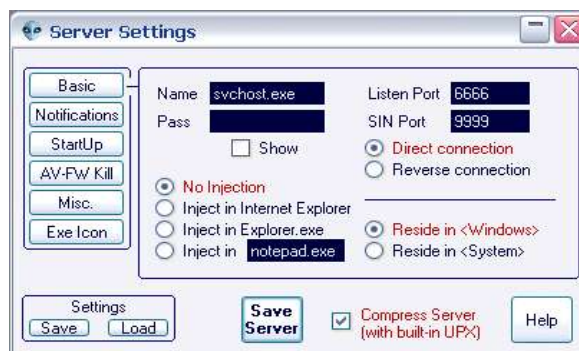 Server Settings
Basic
Notifications
StartUp
AV-FW Kill
Misc.
Exe Icon
Name svchost.exe
Pass
Show
Listen Port 6666
SIN Port 9999
Direct connection
Reverse connection
No Injection
Inject in Internet Explorer
Inject in Explorer.exe
Inject in notepad.exe
Reside in <Windows>
Reside in <System>
Settings
Save Load
Save
Server
Compress Server
(with built-in UPX)
Help